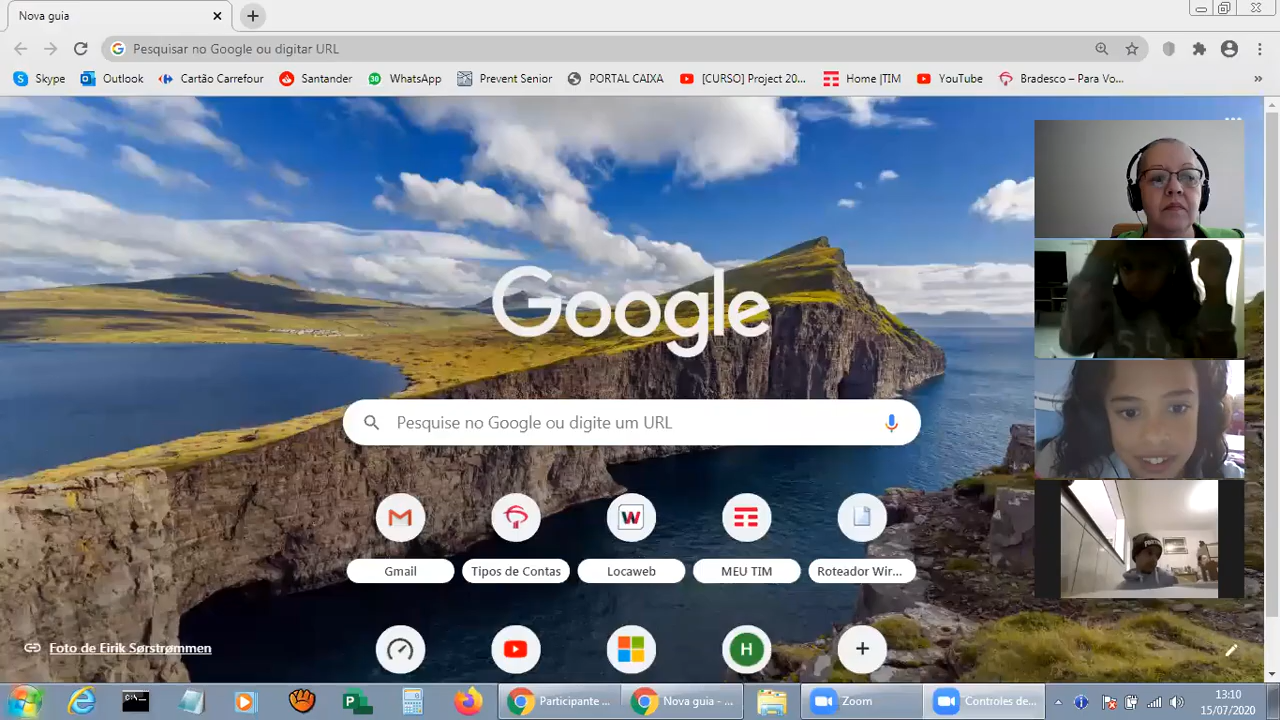 Nova guia
Pesquisar no Google ou digitar URL
Skype Outlook Cartão Carrefour Santander WhatsApp Prevent Senior PORTAL CAIXA [CURSO] Project 20... Home |TIM YouTube Bradesco – Para Vo... »
Google
Pesquise no Google ou digite um URL
Gmail Tipos de Contas Locaweb MEU TIM Roteador Wir...
H
Foto de Eirik Sørstrømmen
Participante ... Nova guia - ... Zoom Controles de...
13:10
15/07/2020